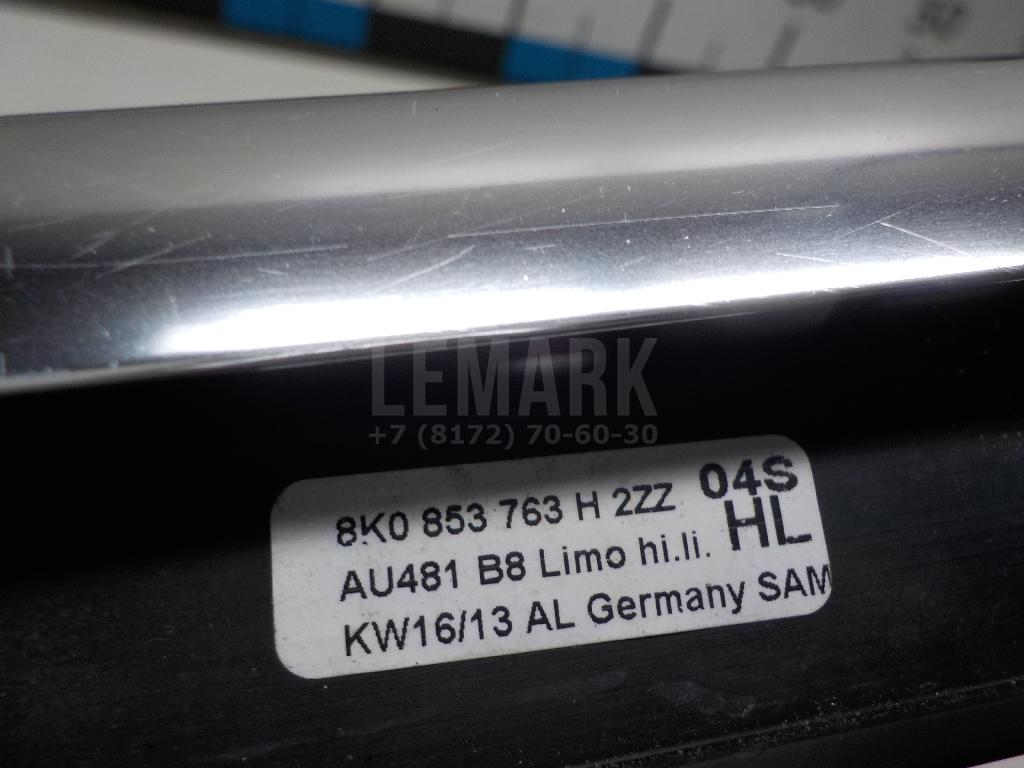 LEMARK
+7 (8172) 70-60-30
8K0 853 763 H 2ZZ 04S
AU481 B8 Limo hi.li. HL
KW16/13 AL Germany SAM